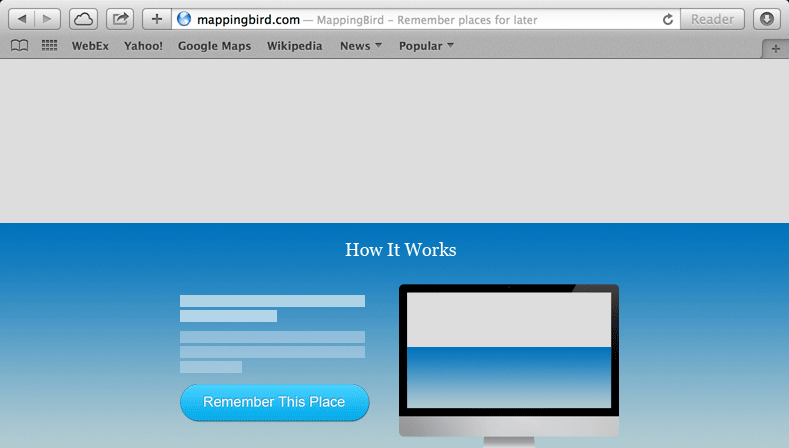 mappingbird.com — MappingBird – Remember places for later
Reader
WebEx Yahoo! Google Maps Wikipedia News Popular
How It Works
Remember This Place